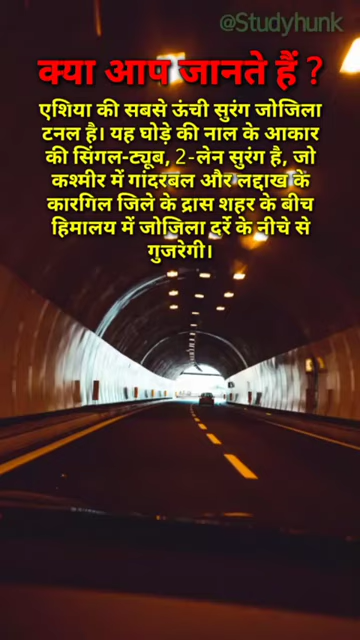 @Studyhunk
क्या आप जानते हैं ?
एशिया की सबसे ऊंची सुरंग जोजिला
टनल है। यह घोड़े की नाल के आकार
की सिंगल-ट्यूब, 2-लेन सुरंग है, जो
कश्मीर में गांदरबल और लद्दाख के
कारगिल जिले के द्रास शहर के बीच
हिमालय में जोजिला दर्रे के नीचे से
गुजरेगी।